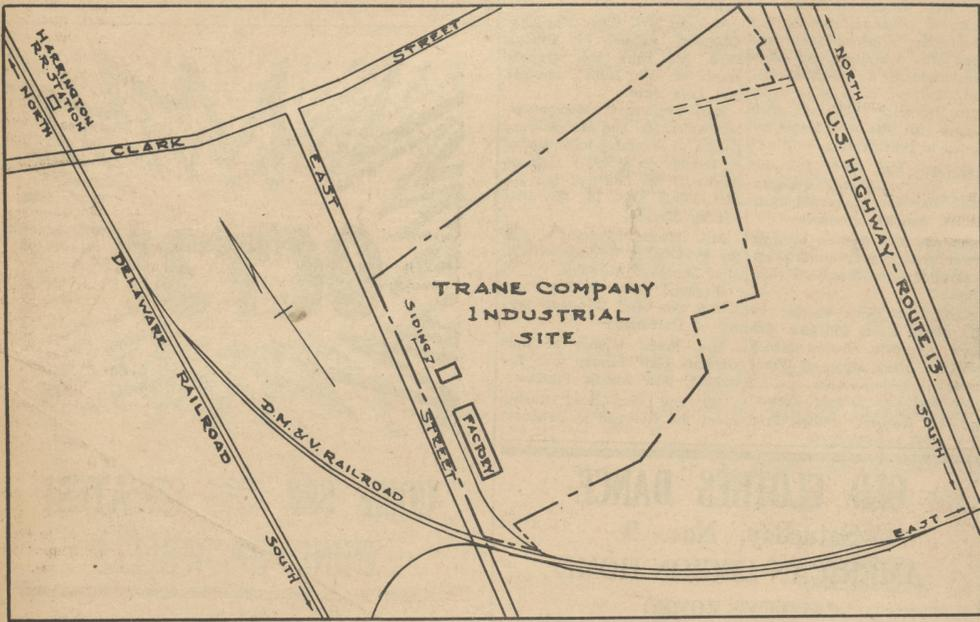 HARRINGTON
R.R. STATION
NORTH
CLARK STREET
EAST STREET
NORTH
U.S. HIGHWAY - ROUTE 13.
SOUTH
DELAWARE RAILROAD
SOUTH
TRANE COMPANY
INDUSTRIAL
SITE
SIDING
FACTORY
D.M. & V. RAILROAD
EAST